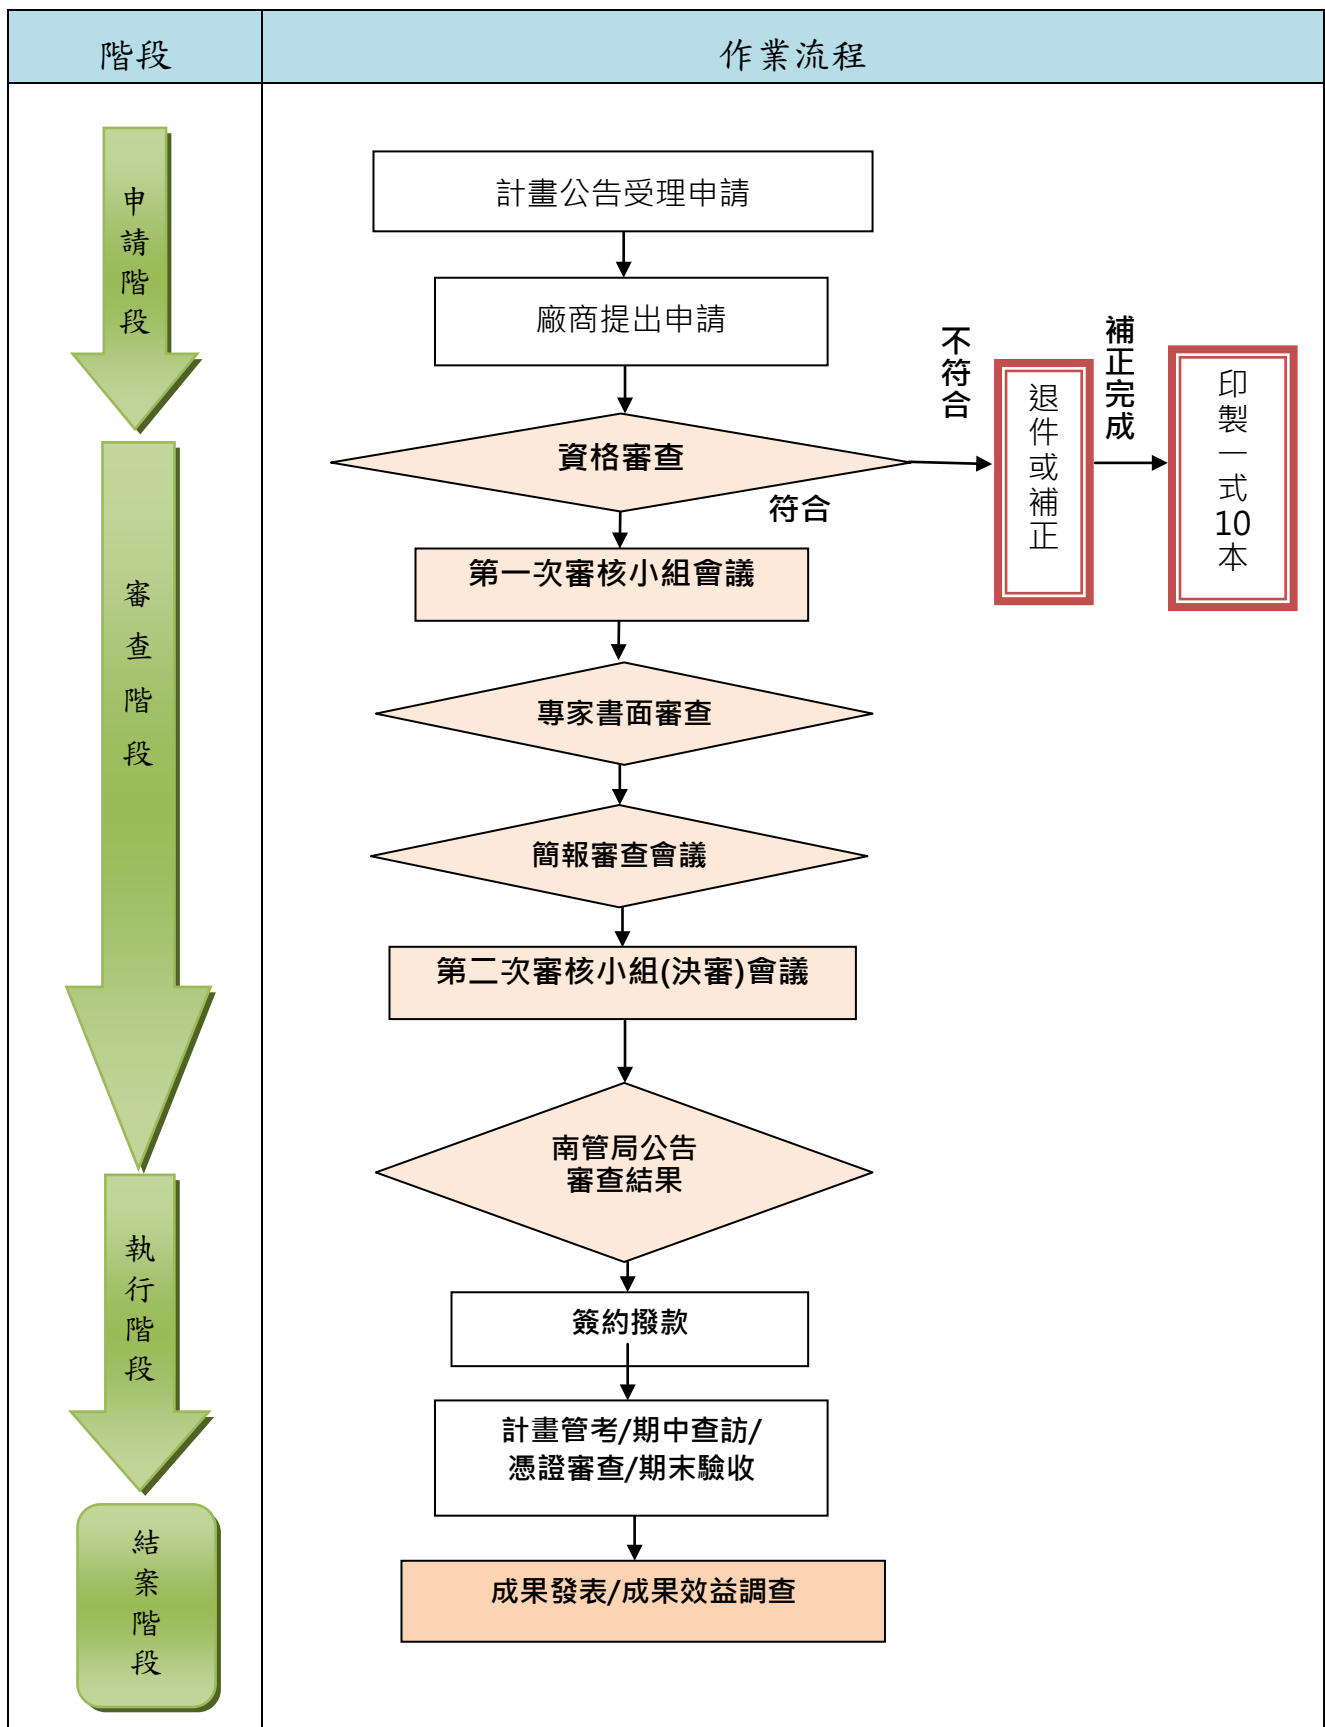 階段
作業流程
申請階段
審查階段
執行階段
結案階段
計畫公告受理申請
廠商提出申請
資格審查
不符合
退件或補正
補正完成
印製一式10本
符合
第一次審核小組會議
專家書面審查
簡報審查會議
第二次審核小組(決審)會議
南管局公告
審查結果
簽約撥款
計畫管考/期中查訪/
憑證審查/期末驗收
成果發表/成果效益調查